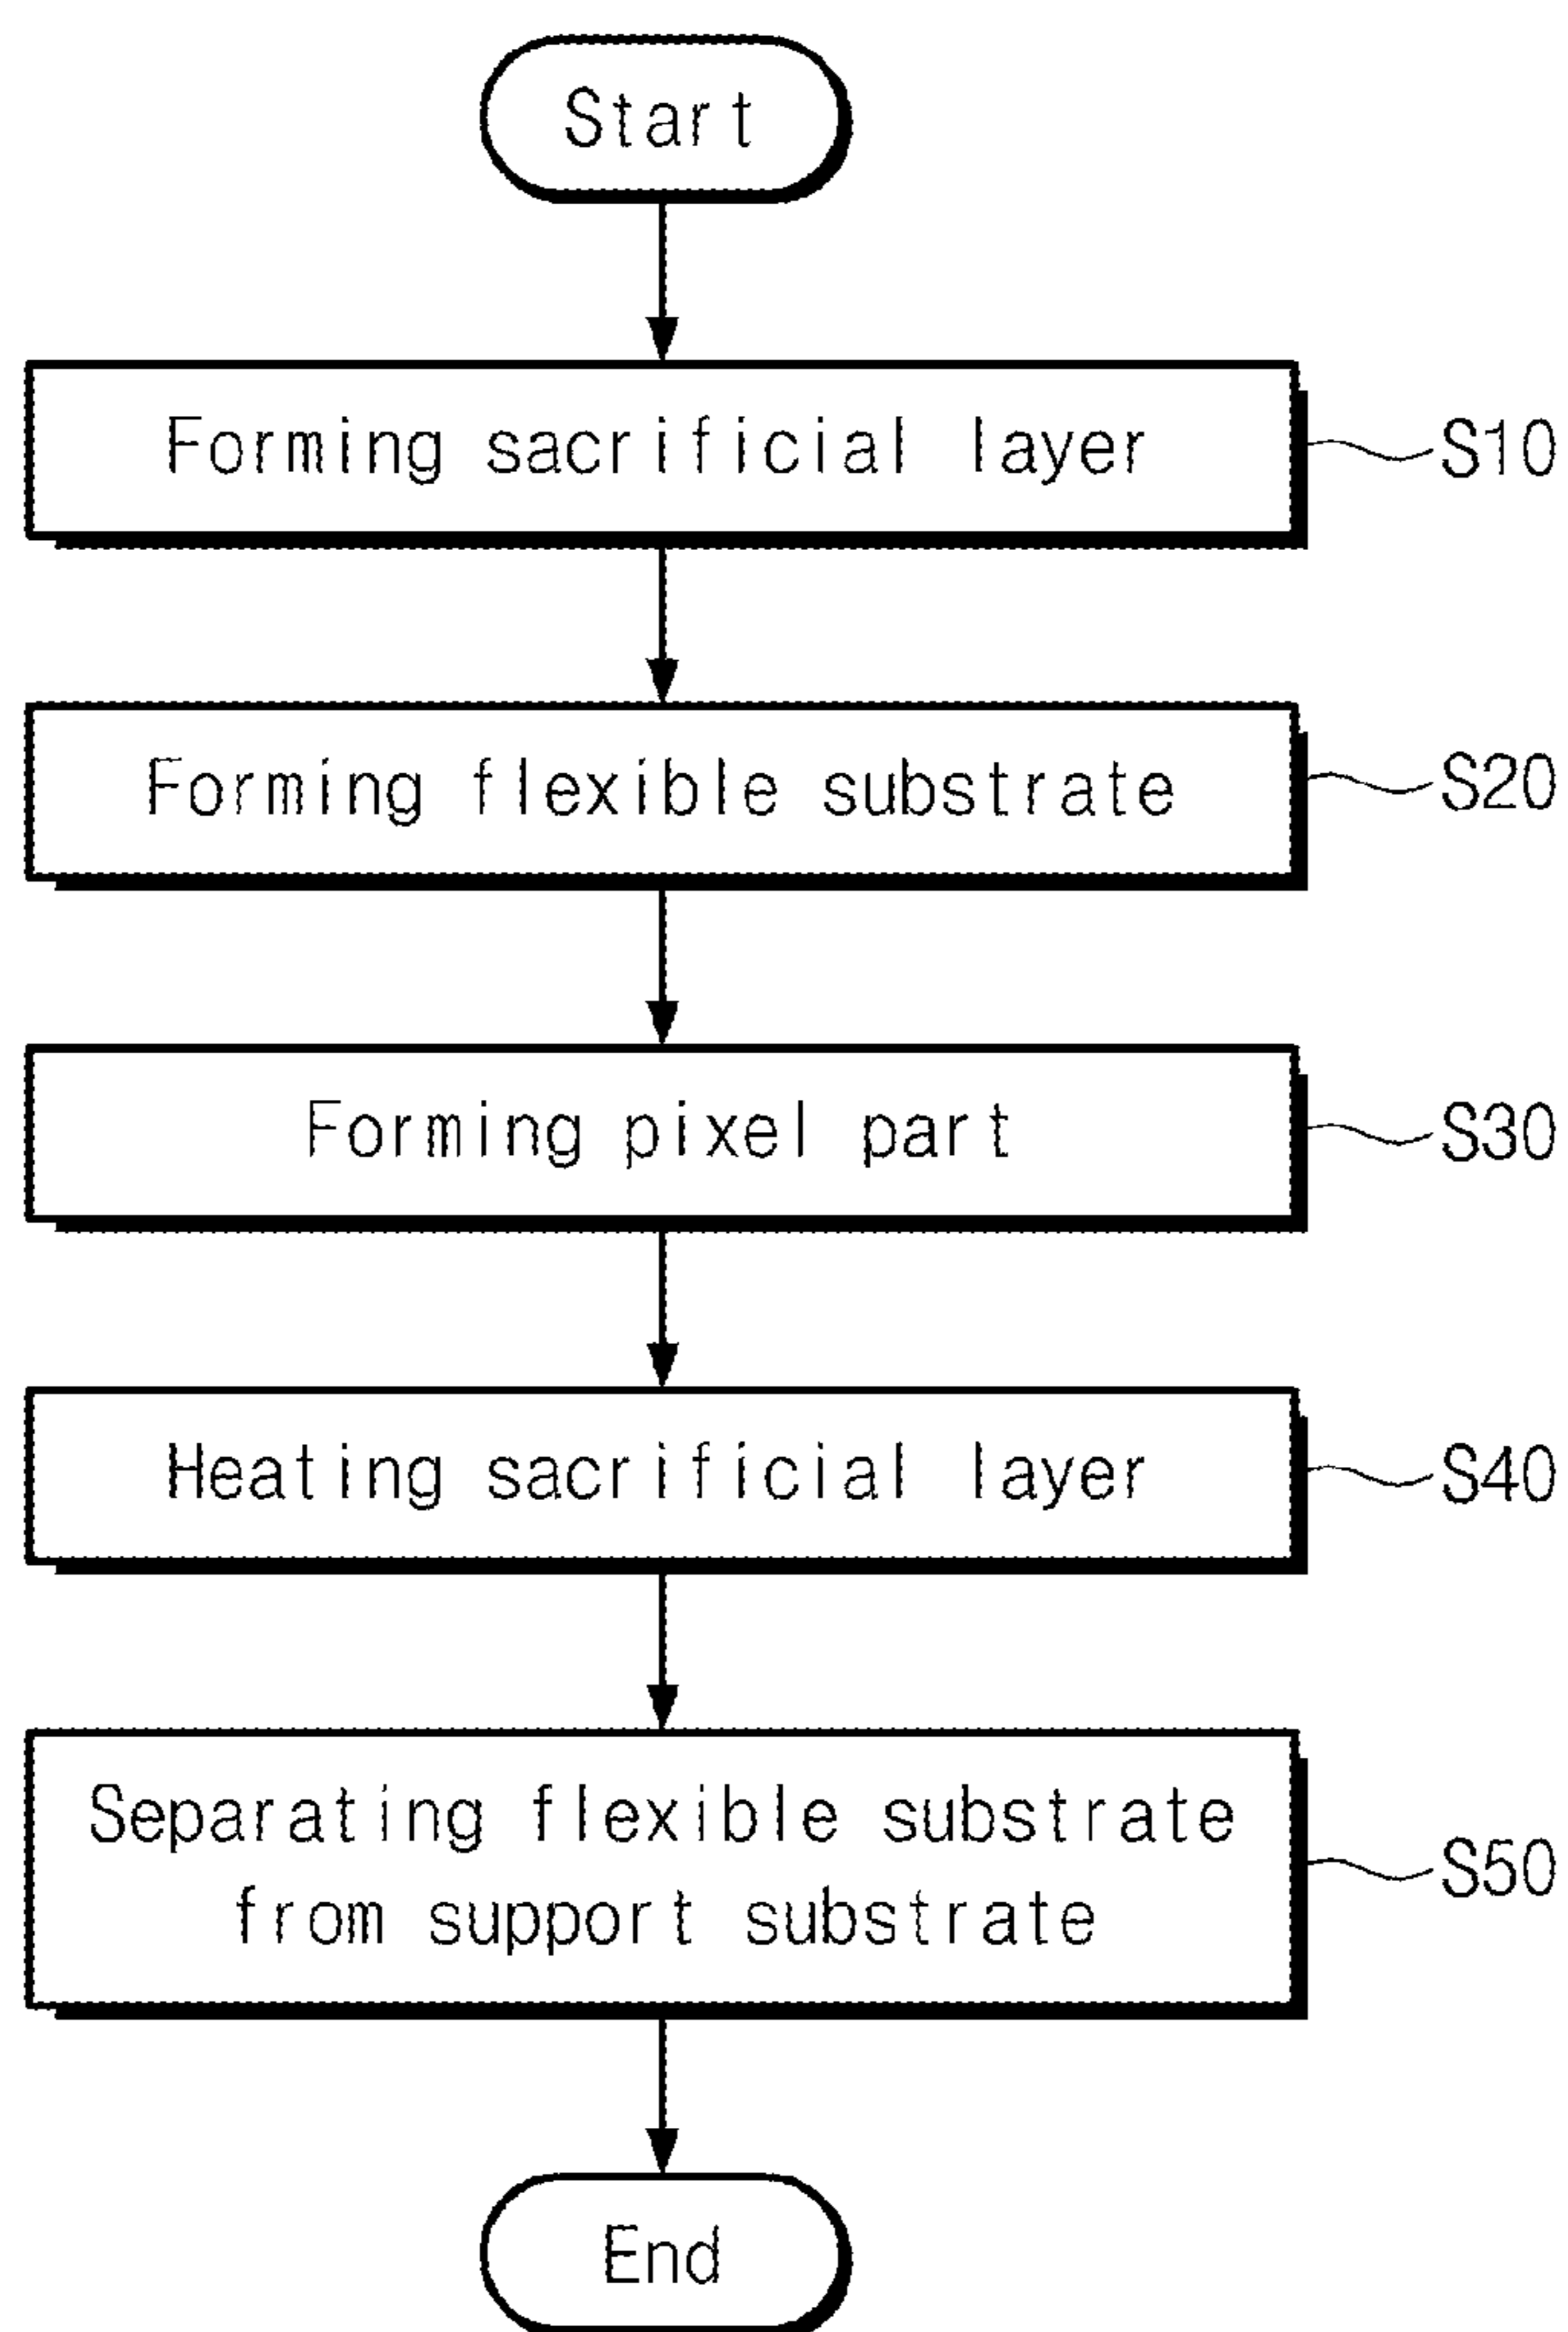 Start
Forming sacrificial layer
S10
Forming flexible substrate
S20
Forming pixel part
S30
Heating sacrificial layer
S40
Separating flexible substrate
from support substrate
S50
End